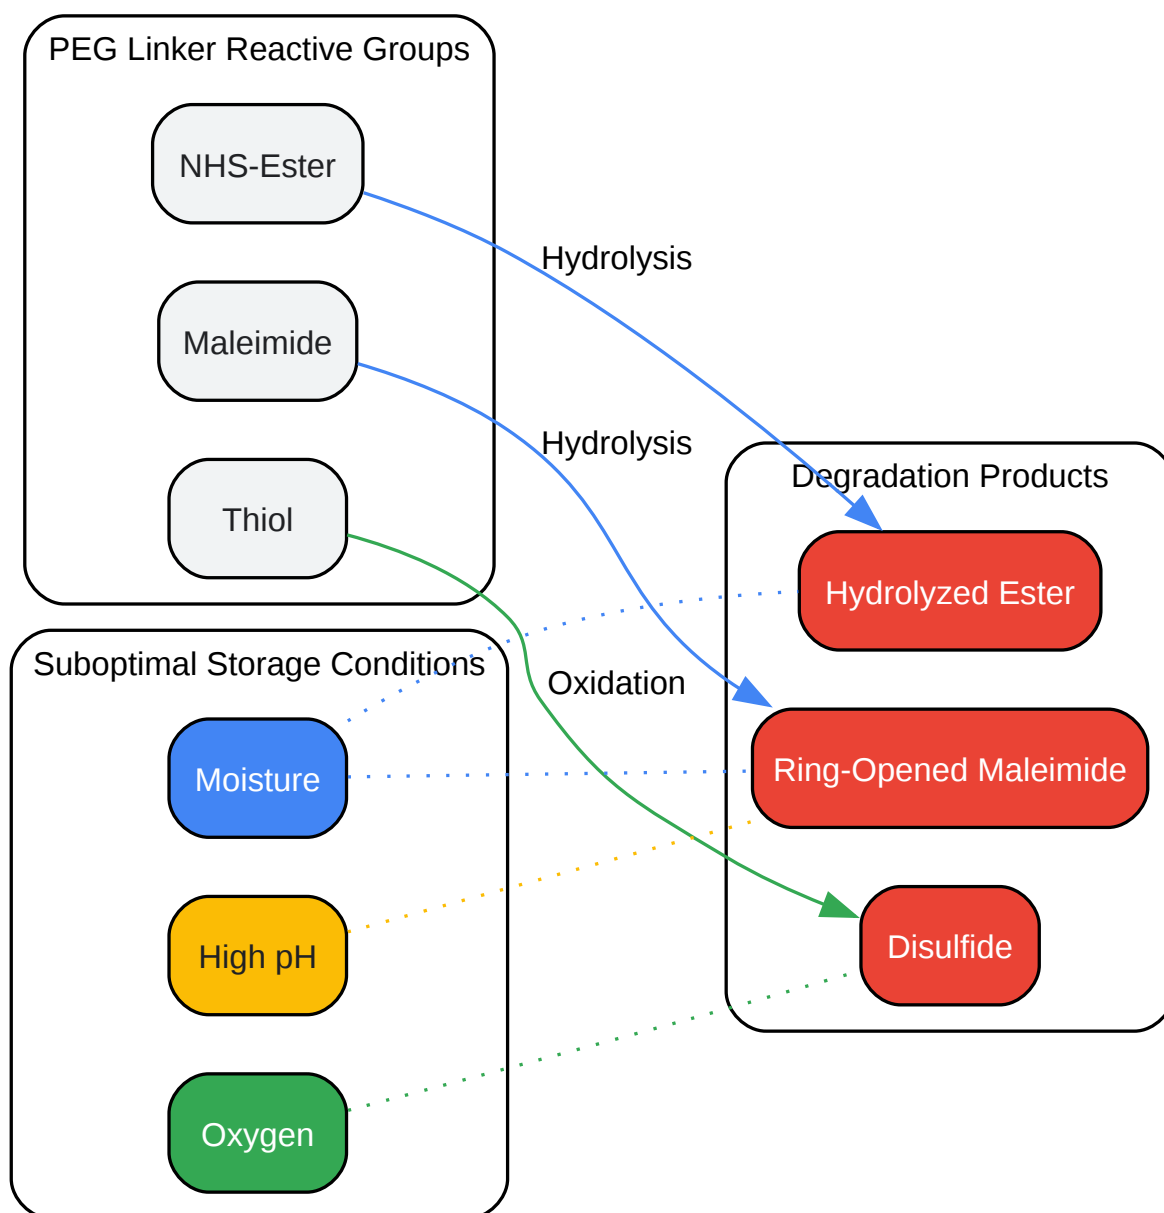 PEG Linker Reactive Groups
NHS-Ester
Maleimide
Thiol
Hydrolysis
Hydrolysis
Oxidation
Suboptimal Storage Conditions
Moisture
High pH
Oxygen
Degradation Products
Hydrolyzed Ester
Ring-Opened Maleimide
Disulfide